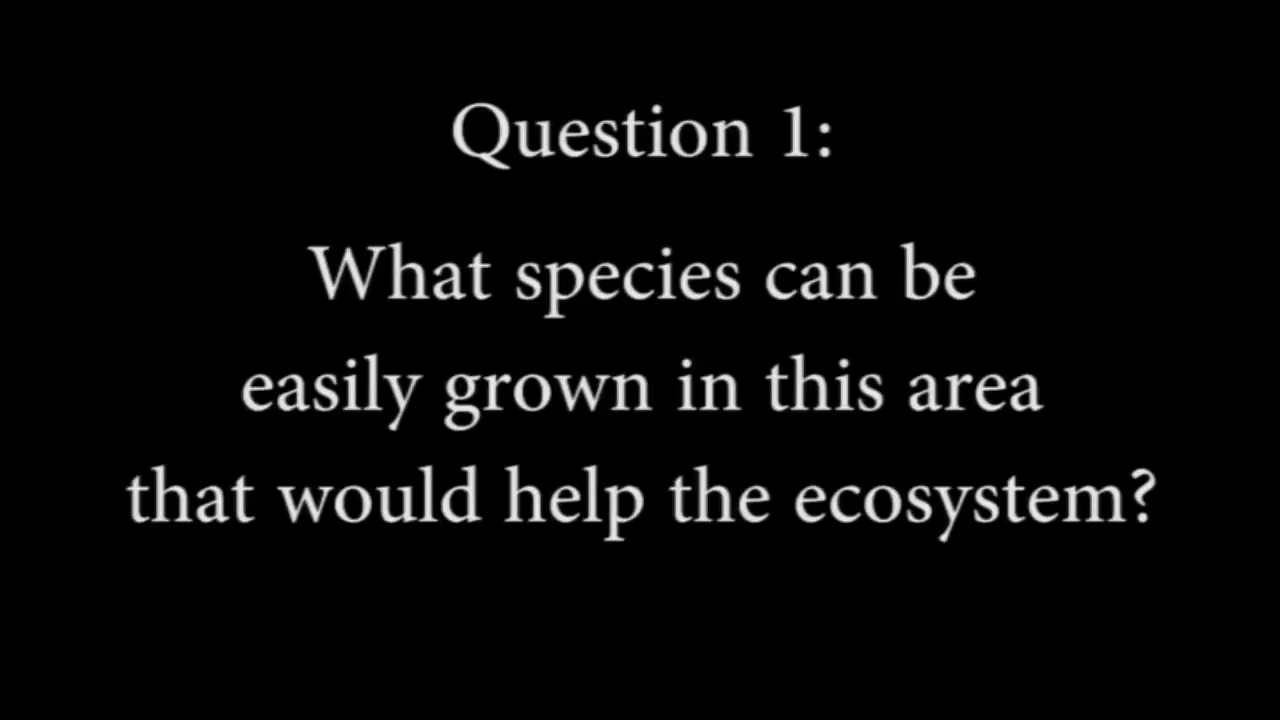 Question 1:
What species can be
easily grown in this area
that would help the ecosystem?